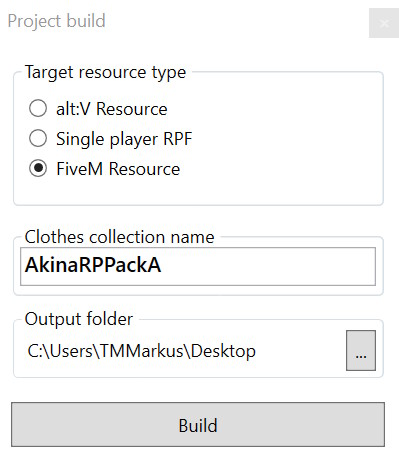 Project build
Target resource type
alt:V Resource
Single player RPF
FiveM Resource
Clothes collection name
AkinaRPPackA
Output folder
C:\Users\TMMarkus\Desktop
...
Build